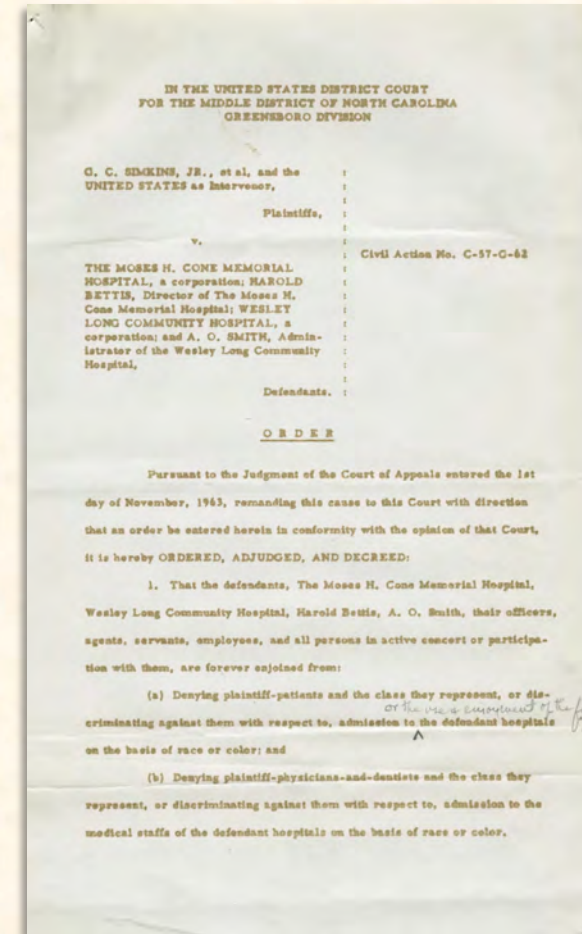 IN THE UNITED STATES DISTRICT COURT
FOR THE MIDDLE DISTRICT OF NORTH CAROLINA
GREENSBORO DIVISION
G. C. SIMKINS, JR., et al, and the
UNITED STATES as Intervenor,
Plaintiffs,
v.
Civil Action No. C-57-G-62
THE MOSES H. CONE MEMORIAL
HOSPITAL, a corporation; HAROLD
BETTIS, Director of The Moses H.
Cone Memorial Hospital; WESLEY
LONG COMMUNITY HOSPITAL, a
corporation; and A. O. SMITH, Admin-
istrator of the Wesley Long Community
Hospital,
Defendants.
O R D E R
Pursuant to the Judgment of the Court of Appeals entered the 1st
day of November, 1963, remanding this cause to this Court with direction
that an order be entered herein in conformity with the opinion of that Court,
it is hereby ORDERED, ADJUDGED, AND DECREED:
1. That the defendants, The Moses H. Cone Memorial Hospital,
Wesley Long Community Hospital, Harold Bettis, A. O. Smith, their officers,
agents, servants, employees, and all persons in active concert or participa-
tion with them, are forever enjoined from:
(a) Denying plaintiff-patients and the class they represent, or dis-
or the use & enjoyment of the
criminating against them with respect to, admission to the defendant hospitals
on the basis of race or color; and
(b) Denying plaintiff-physicians-and-dentists and the class they
represent, or discriminating against them with respect to, admission to the
medical staffs of the defendant hospitals on the basis of race or color.